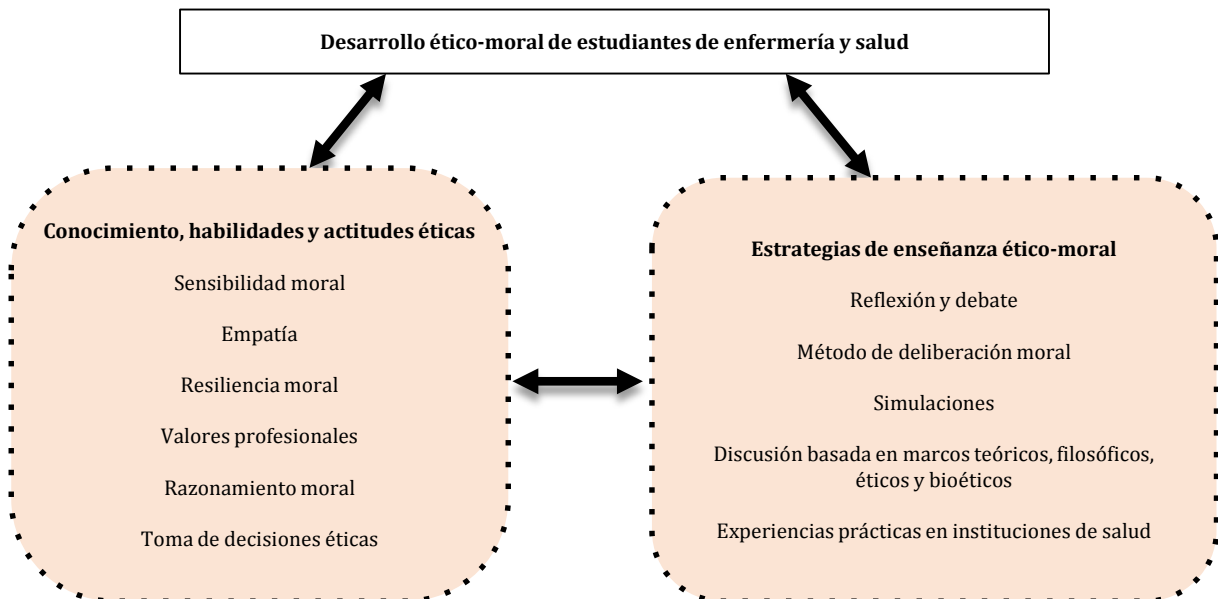 Desarrollo ético-moral de estudiantes de enfermería y salud
Conocimiento, habilidades y actitudes éticas
Sensibilidad moral
Empatía
Resiliencia moral
Valores profesionales
Razonamiento moral
Toma de decisiones éticas
Estrategias de enseñanza ético-moral
Reflexión y debate
Método de deliberación moral
Simulaciones
Discusión basada en marcos teóricos, filosóficos,
éticos y bioéticos
Experiencias prácticas en instituciones de salud